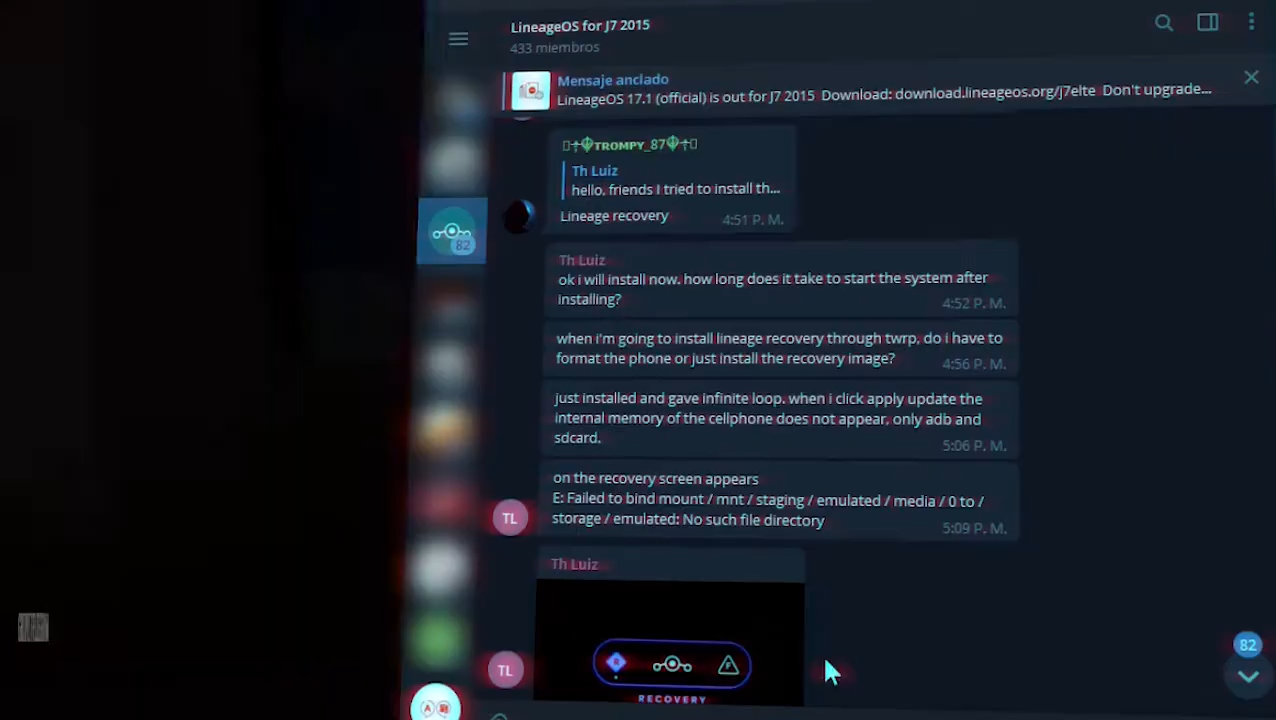 LineageOS for J7 2015
433 miembros
Mensaje anclado
LineageOS 17.1 (official) is out for J7 2015 Download: download.lineageos.org/j7elte Don't upgrade...
TROMPY_87
Th Luiz
hello, friends I tried to install th...
Lineage recovery
4:51 P. M.
82
Th Luiz
ok i will install now. how long does it take to start the system after
installing?
4:52 P. M.
when i'm going to install lineage recovery through twrp, do i have to
format the phone or just install the recovery image?
4:56 P. M.
just installed and gave infinite loop. when i click apply update the
internal memory of the cellphone does not appear, only adb and
sdcard.
5:06 P. M.
on the recovery screen appears
E: Failed to bind mount / mnt / staging / emulated / media / 0 to /
storage / emulated: No such file directory
5:09 P. M.
TL
Th Luiz
TL
RECOVERY
82